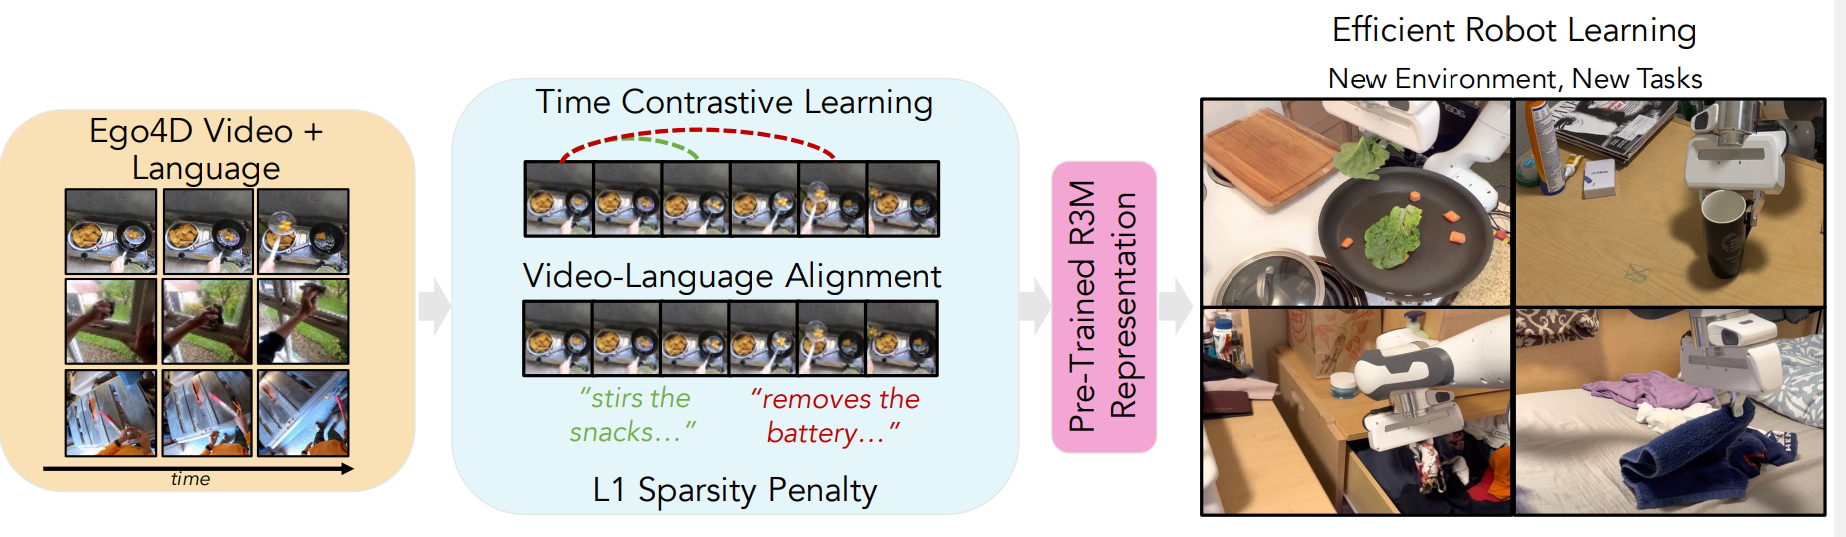 Ego4D Video +
Language
time
Time Contrastive Learning
Video-Language Alignment
“stirs the
snacks...”
“removes the
battery...”
L1 Sparsity Penalty
Pre-Trained R3M
Representation
Efficient Robot Learning
New Environment, New Tasks